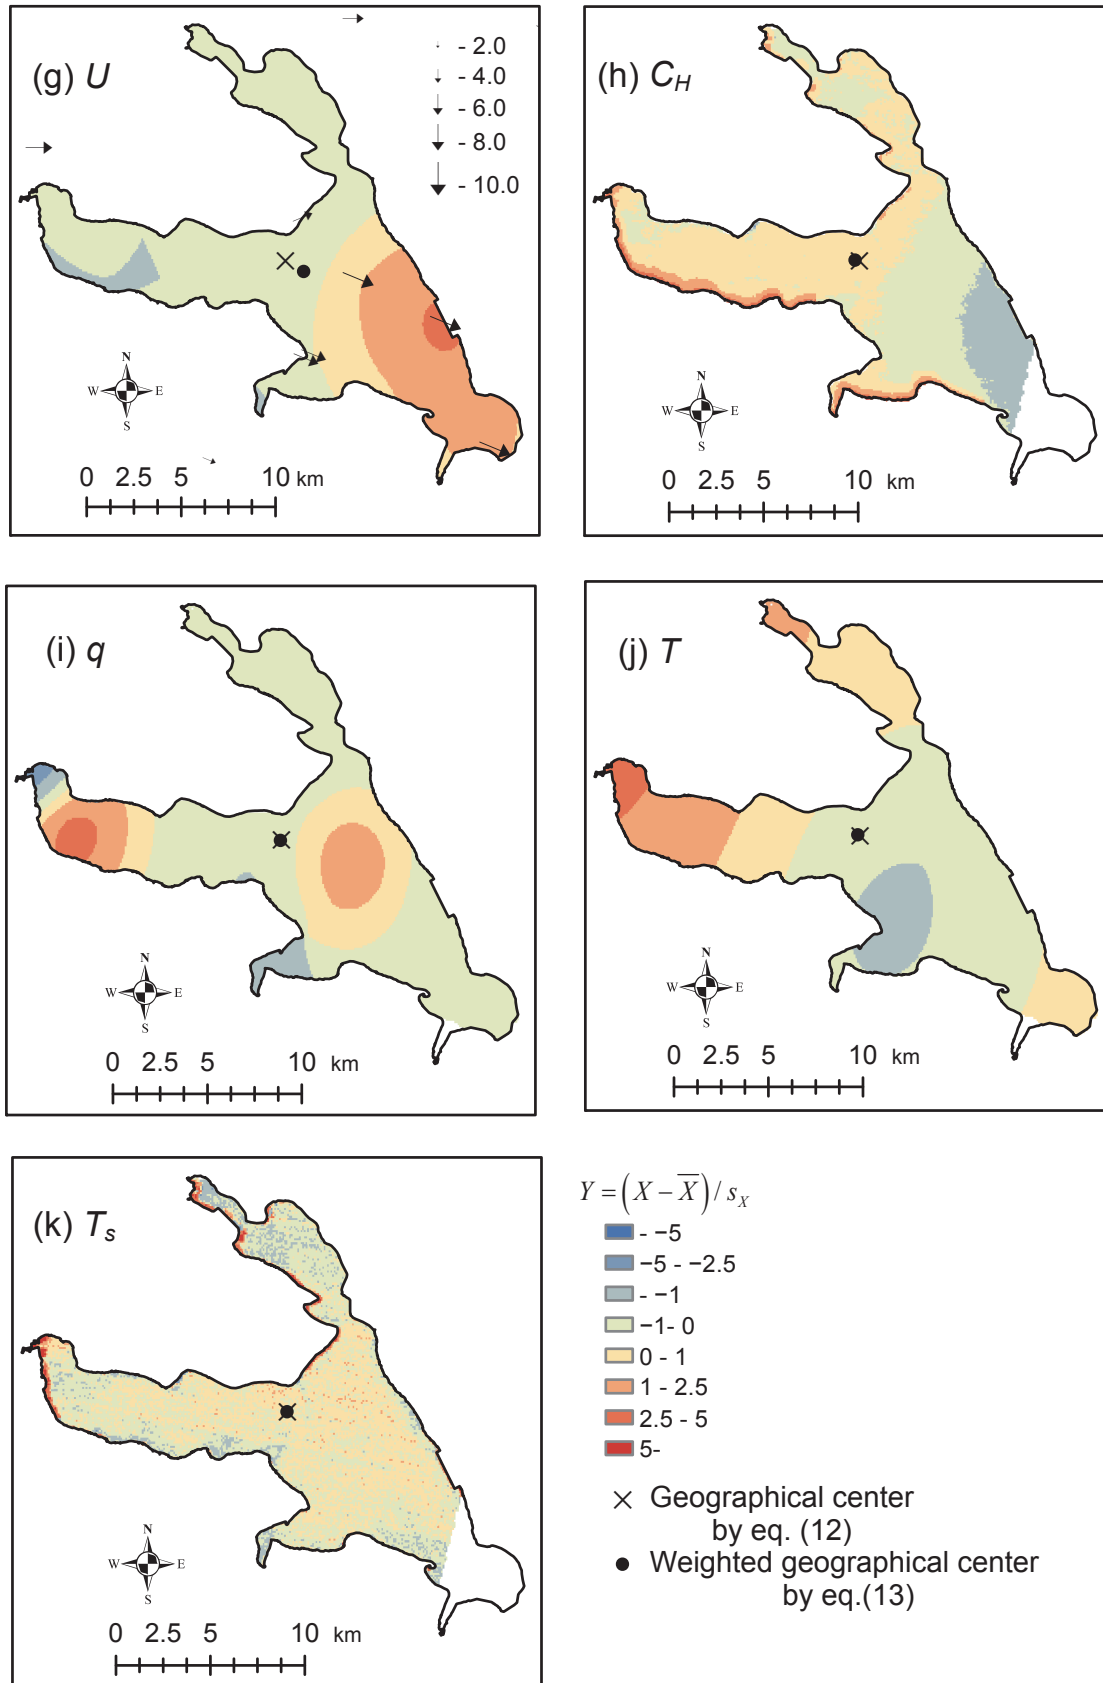 (g) U
- 2.0
- 4.0
- 6.0
- 8.0
- 10.0
N
W E
S
0 2.5 5 10 km
(h) C_H
N
W E
S
0 2.5 5 10 km
(i) q
N
W E
S
0 2.5 5 10 km
(j) T
N
W E
S
0 2.5 5 10 km
(k) T_s
N
W E
S
0 2.5 5 10 km
Y = (X − X̅) / s_X
- −5
−5 - −2.5
- −1
−1- 0
0 - 1
1 - 2.5
2.5 - 5
5-
× Geographical center
by eq. (12)
● Weighted geographical center
by eq.(13)